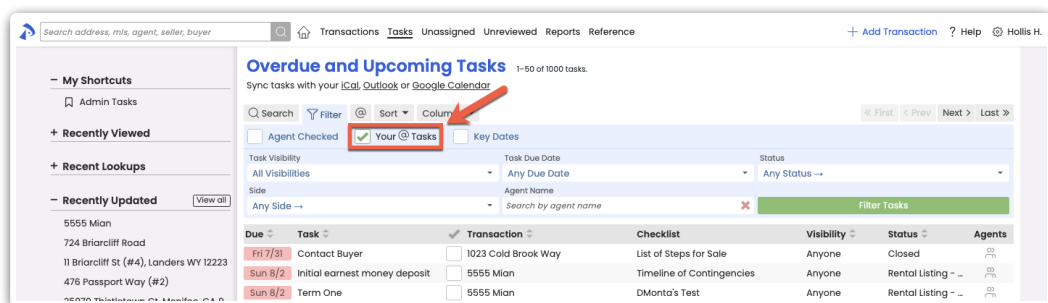 Search address, mls, agent, seller, buyer
Transactions Tasks Unassigned Unreviewed Reports Reference
+ Add Transaction ? Help Hollis H.
− My Shortcuts
Admin Tasks
+ Recently Viewed
+ Recent Lookups
− Recently Updated View all
5555 Mian
724 Briarcliff Road
11 Briarcliff St (#4), Landers WY 12223
476 Passport Way (#2)
Overdue and Upcoming Tasks 1–50 of 1000 tasks.
Sync tasks with your iCal, Outlook or Google Calendar
Search Filter @ Sort Colum « First < Prev Next > Last »
Agent Checked Your @ Tasks Key Dates
Task Visibility Task Due Date Status
All Visibilities Any Due Date Any Status →
Side Agent Name
Any Side → Search by agent name Filter Tasks
Due Task Transaction Checklist Visibility Status Agents
Fri 7/31 Contact Buyer 1023 Cold Brook Way List of Steps for Sale Anyone Closed
Sun 8/2 Initial earnest money deposit 5555 Mian Timeline of Contingencies Anyone Rental Listing - ...
Sun 8/2 Term One 5555 Mian DMonta's Test Anyone Rental Listing - ...